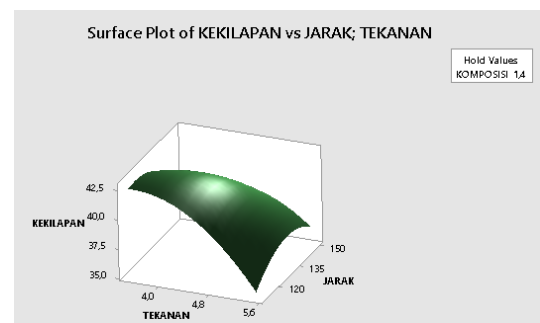 Surface Plot of KEKILAPAN vs JARAK; TEKANAN
Hold Values
KOMPOSISI 1,4
42,5
40,0
KEKILAPAN
37,5
35,0
150
135
JARAK
120
4,0
4,8
5,6
TEKANAN